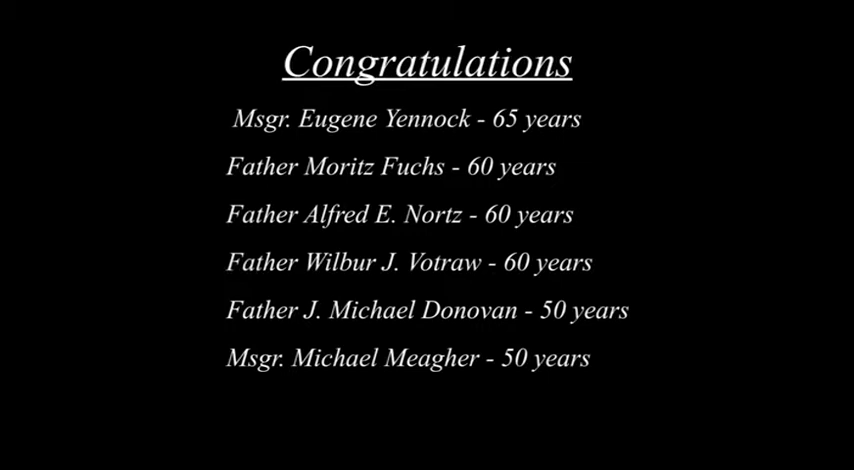 Congratulations
Msgr. Eugene Yennock - 65 years
Father Moritz Fuchs - 60 years
Father Alfred E. Nortz - 60 years
Father Wilbur J. Votraw - 60 years
Father J. Michael Donovan - 50 years
Msgr. Michael Meagher - 50 years